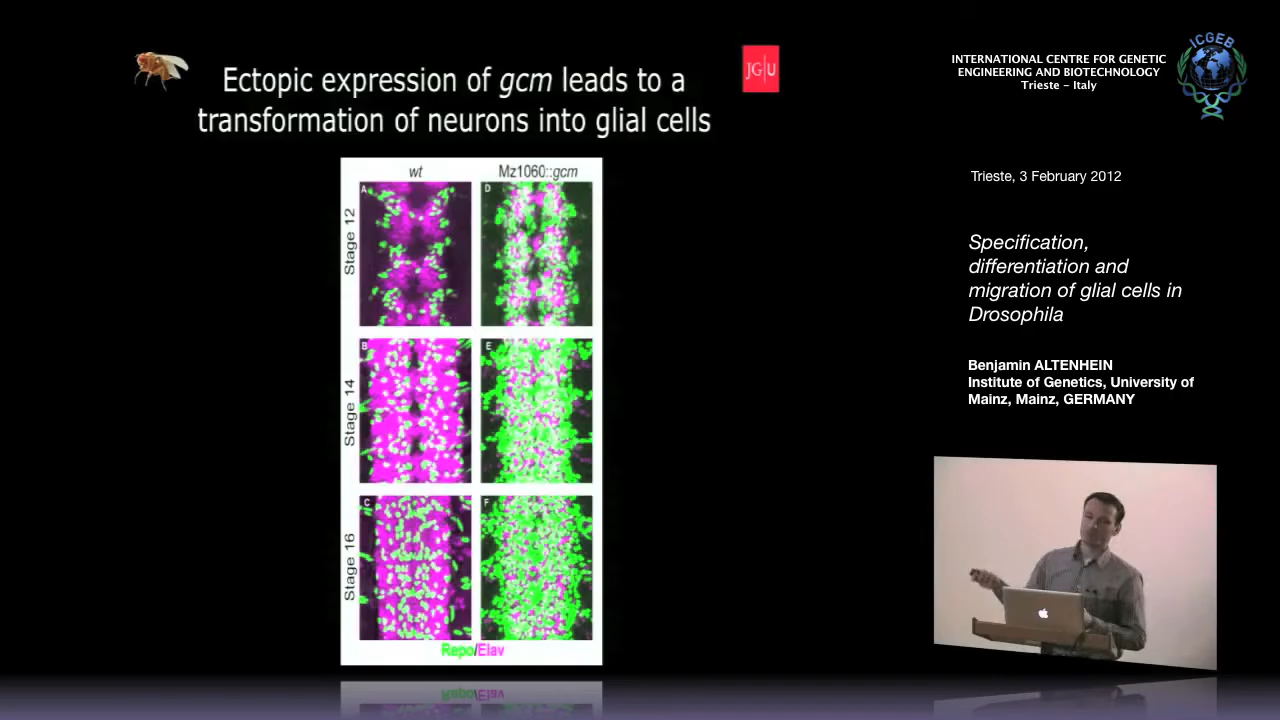 Ectopic expression of gcm leads to a
transformation of neurons into glial cells
JG|U
wt
Mz1060::gcm
Stage 12
A
D
Stage 14
B
E
Stage 16
C
F
Repo/Elav
ICGEB
INTERNATIONAL CENTRE FOR GENETIC
ENGINEERING AND BIOTECHNOLOGY
Trieste - Italy
Trieste, 3 February 2012
Specification,
differentiation and
migration of glial cells in
Drosophila
Benjamin ALTENHEIN
Institute of Genetics, University of
Mainz, Mainz, GERMANY